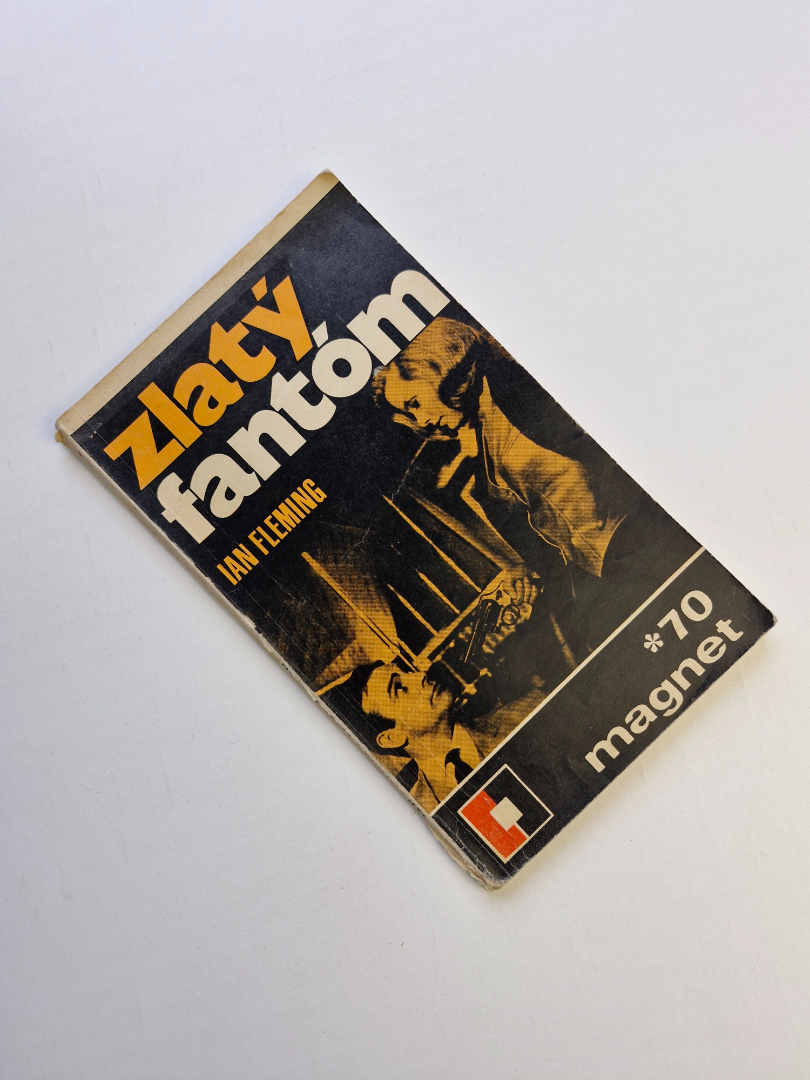 zlatý
fantóm
IAN FLEMING
*70
magnet